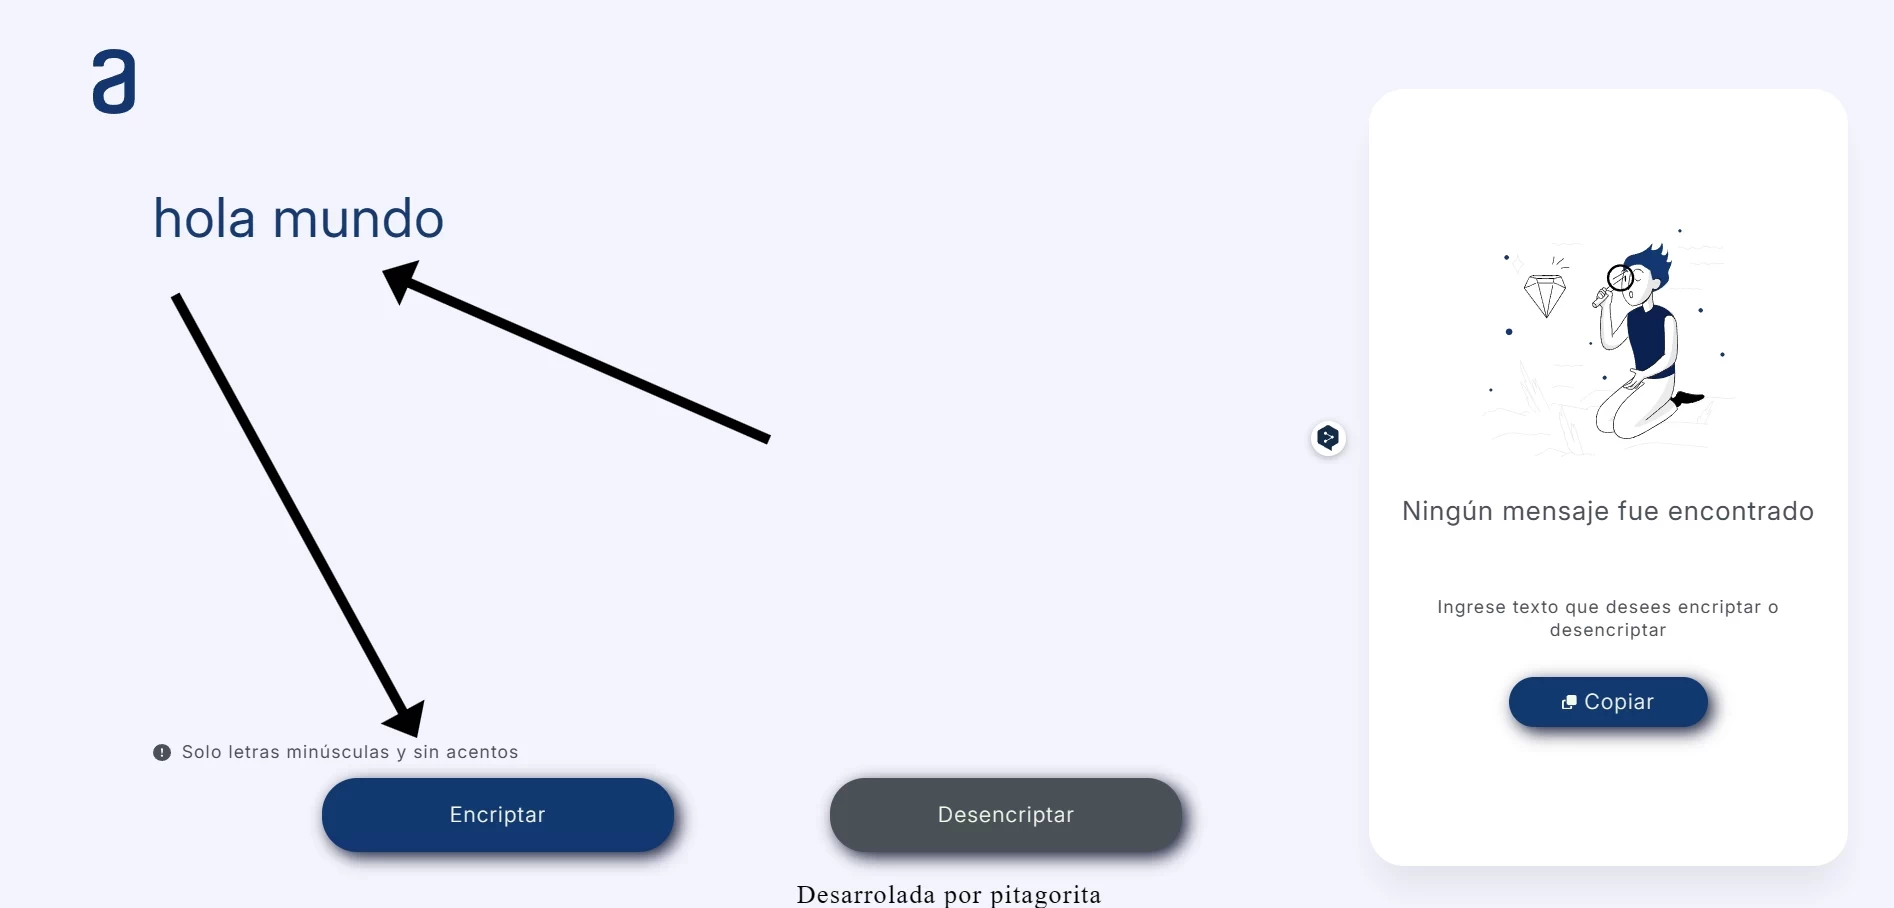 a
hola mundo
Ningún mensaje fue encontrado
Ingrese texto que desees encriptar o
desencriptar
Copiar
Solo letras minúsculas y sin acentos
Encriptar
Desencriptar
Desarrolada por pitagorita